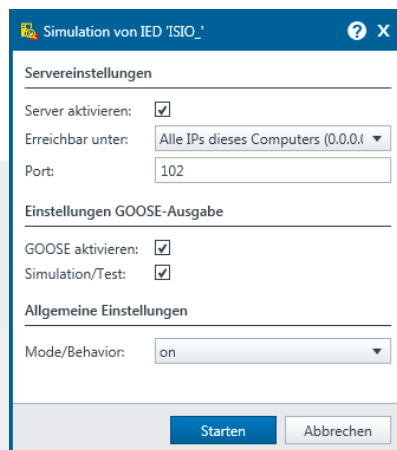 Simulation von IED 'ISIO_'
Servereinstellungen
Server aktivieren:
Erreichbar unter: Alle IPs dieses Computers (0.0.0.(
Port: 102
Einstellungen GOOSE-Ausgabe
GOOSE aktivieren:
Simulation/Test:
Allgemeine Einstellungen
Mode/Behavior: on
Starten Abbrechen